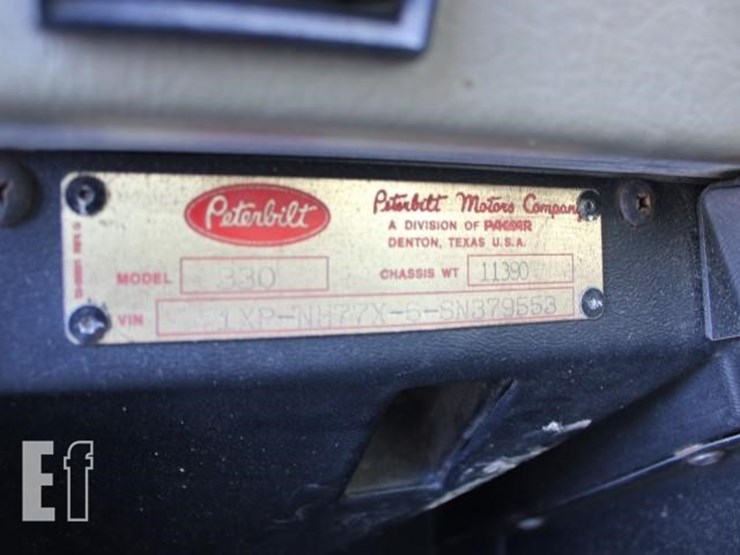 Peterbilt
Peterbilt Motors Company
A DIVISION OF PACCAR
DENTON, TEXAS U.S.A.
MODEL 330
CHASSIS WT 11390
VIN 1XP-NH77X-6-SN379553
Ef